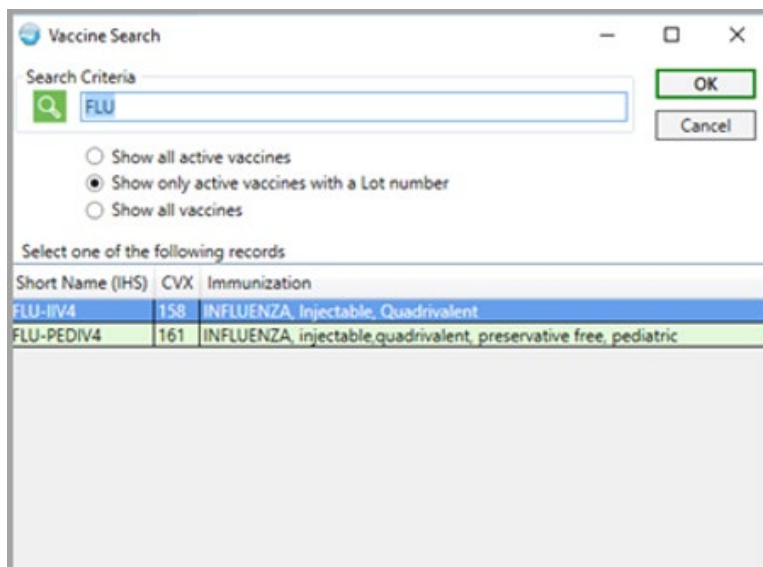 Vaccine Search
Search Criteria
FLU
OK
Cancel
Show all active vaccines
Show only active vaccines with a Lot number
Show all vaccines
Select one of the following records
Short Name (IHS) CVX Immunization
FLU-IIV4 158 INFLUENZA, Injectable, Quadrivalent
FLU-PEDIV4 161 INFLUENZA, injectable,quadrivalent, preservative free, pediatric